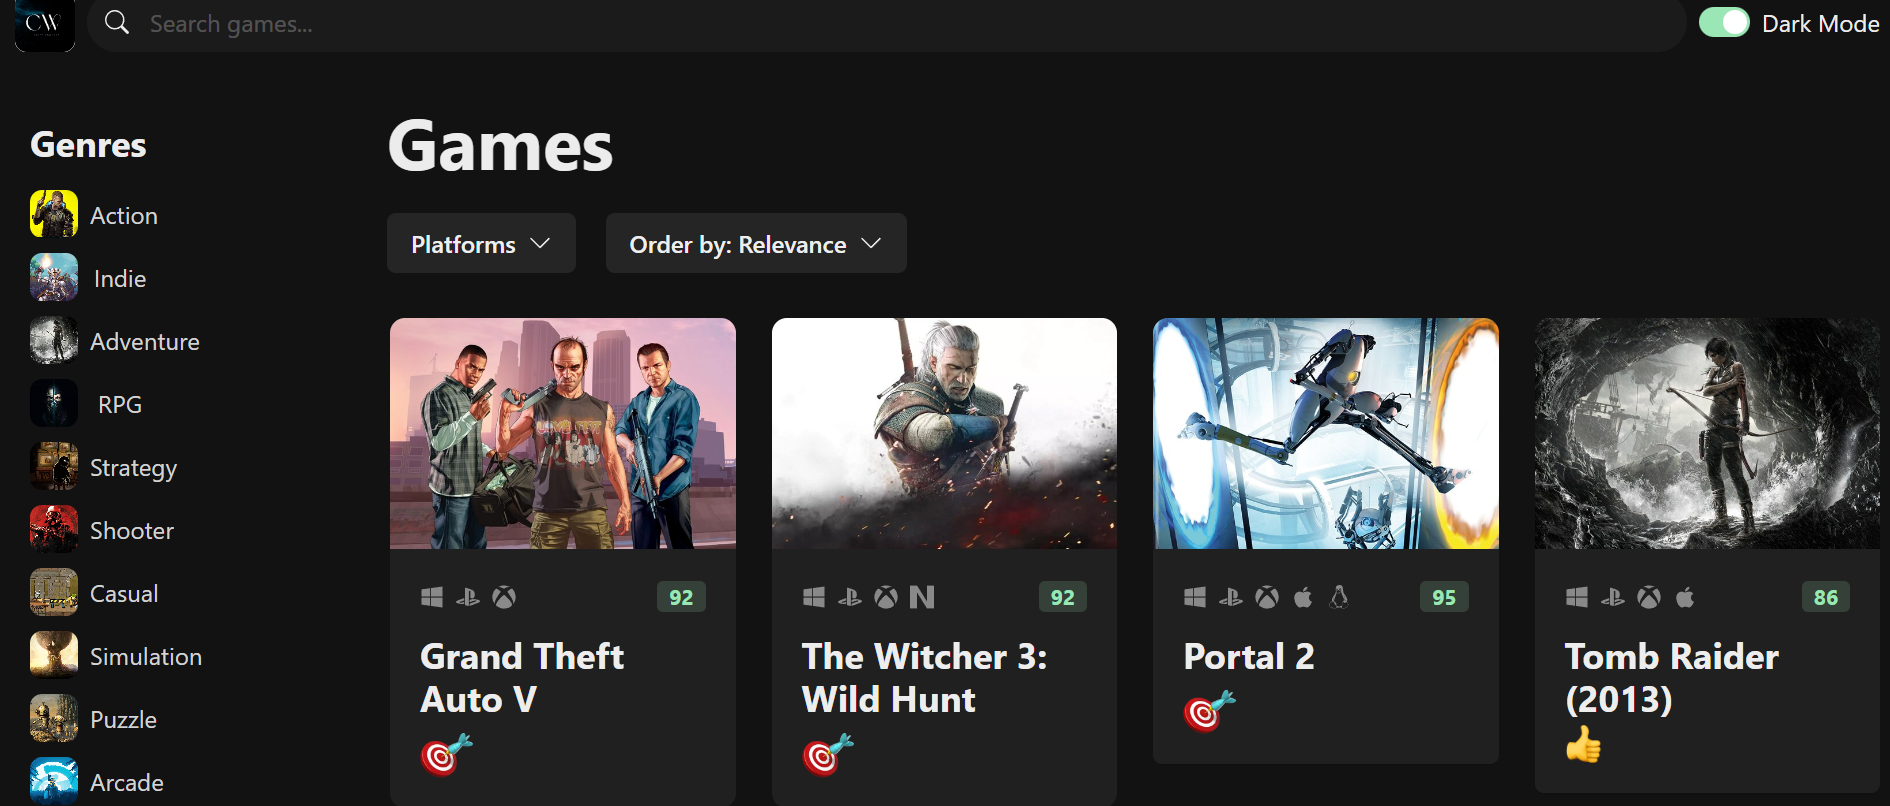 CW
Search games...
Dark Mode
Genres
Action
Indie
Adventure
RPG
Strategy
Shooter
Casual
Simulation
Puzzle
Arcade
Games
Platforms
Order by: Relevance
92
Grand Theft
Auto V
92
The Witcher 3:
Wild Hunt
95
Portal 2
86
Tomb Raider
(2013)